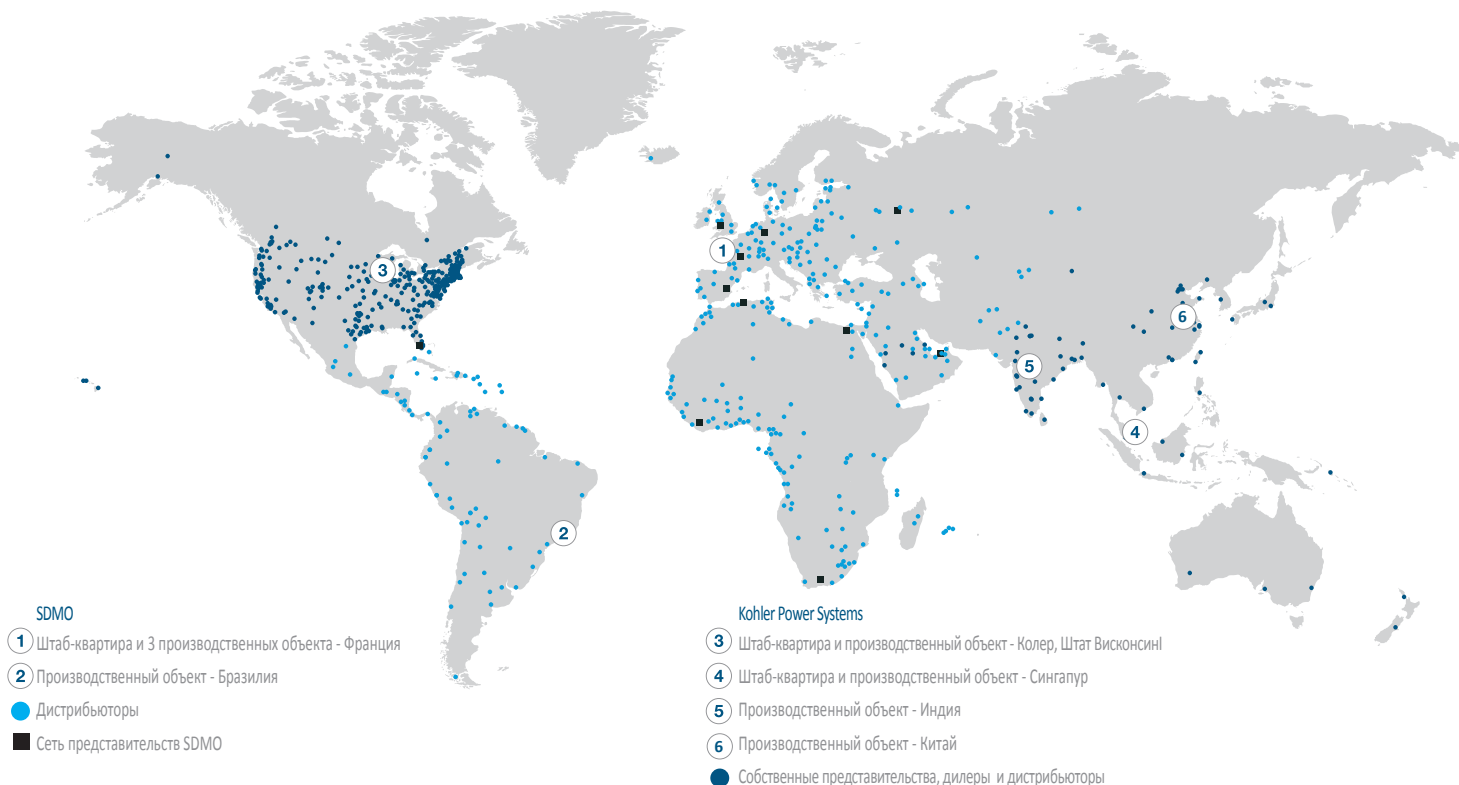 3
1
6
5
4
2
SDMO
1 Штаб-квартира и 3 производственных объекта - Франция
2 Производственный объект - Бразилия
Дистрибьюторы
Сеть представительств SDMO
Kohler Power Systems
3 Штаб-квартира и производственный объект - Колер, Штат Висконсинl
4 Штаб-квартира и производственный объект - Сингапур
5 Производственный объект - Индия
6 Производственный объект - Китай
Собственные представительства, дилеры и дистрибьюторы